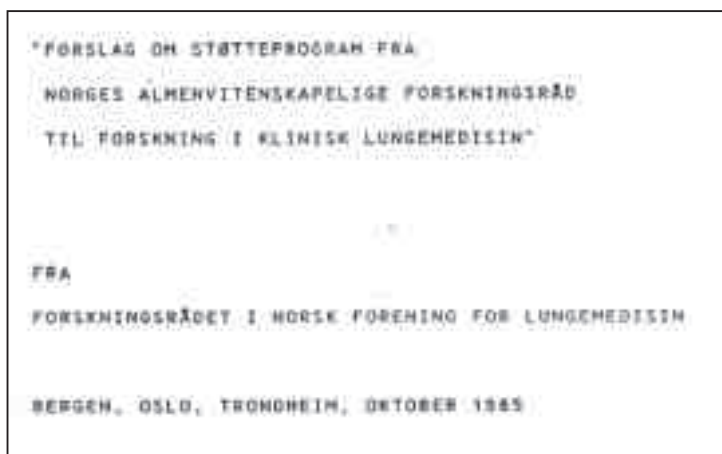 "FORSLAG OM STØTTEPROGRAM FRA
NORGES ALMENVITENSKAPELIGE FORSKNINGSRÅD
TIL FORSKNING I KLINISK LUNGEMEDISIN"
FRA
FORSKNINGSRÅDET I NORSK FORENING FOR LUNGEMEDISIN
BERGEN, OSLO, TRONDHEIM, OKTOBER 1985